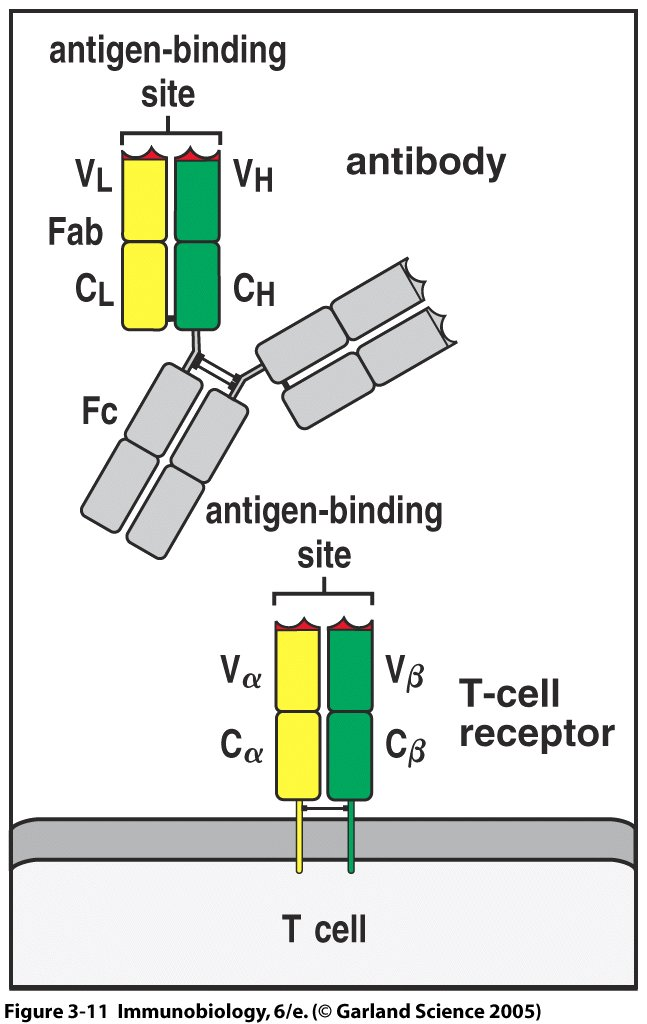 antigen-binding
site
antibody
VL
VH
Fab
CL
CH
Fc
antigen-binding
site
Vα
Vβ
T-cell
receptor
Cα
Cβ
T cell
Figure 3-11 Immunobiology, 6/e. (© Garland Science 2005)